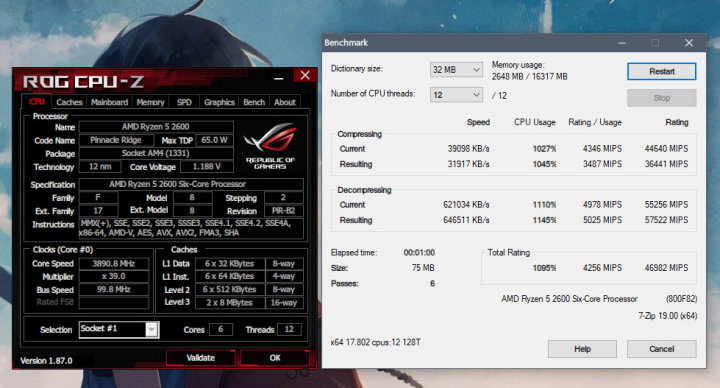 ROG CPU-Z
CPU Caches Mainboard Memory SPD Graphics Bench About
Processor
Name AMD Ryzen 5 2600
Code Name Pinnacle Ridge Max TDP 65.0 W
Package Socket AM4 (1331)
Technology 12 nm Core Voltage 1.188 V
REPUBLIC OF
GAMERS
Specification AMD Ryzen 5 2600 Six-Core Processor
Family F Model 8 Stepping 2
Ext. Family 17 Ext. Model 8 Revision PiR-B2
Instructions MMX(+), SSE, SSE2, SSE3, SSSE3, SSE4.1, SSE4.2, SSE4A,
x86-64, AMD-V, AES, AVX, AVX2, FMA3, SHA
Clocks (Core #0)
Core Speed 3890.8 MHz
Multiplier x 39.0
Bus Speed 99.8 MHz
Rated FSB
Caches
L1 Data 6 x 32 KBytes 8-way
L1 Inst. 6 x 64 KBytes 4-way
Level 2 6 x 512 KBytes 8-way
Level 3 2 x 8 MBytes 16-way
Selection Socket #1 Cores 6 Threads 12
Version 1.87.0 Validate OK
Benchmark
Dictionary size: 32 MB
Memory usage:
2648 MB / 16317 MB
Restart
Number of CPU threads: 12 / 12
Stop
Speed CPU Usage Rating / Usage Rating
Compressing
Current 39098 KB/s 1027% 4346 MIPS 44640 MIPS
Resulting 31917 KB/s 1045% 3487 MIPS 36441 MIPS
Decompressing
Current 621034 KB/s 1110% 4978 MIPS 55256 MIPS
Resulting 646511 KB/s 1145% 5025 MIPS 57522 MIPS
Elapsed time: 00:01:00
Size: 75 MB
Passes: 6
Total Rating
1095% 4256 MIPS 46982 MIPS
AMD Ryzen 5 2600 Six-Core Processor (800F82)
7-Zip 19.00 (x64)
x64 17.802 cpus:12 128T
Help Cancel